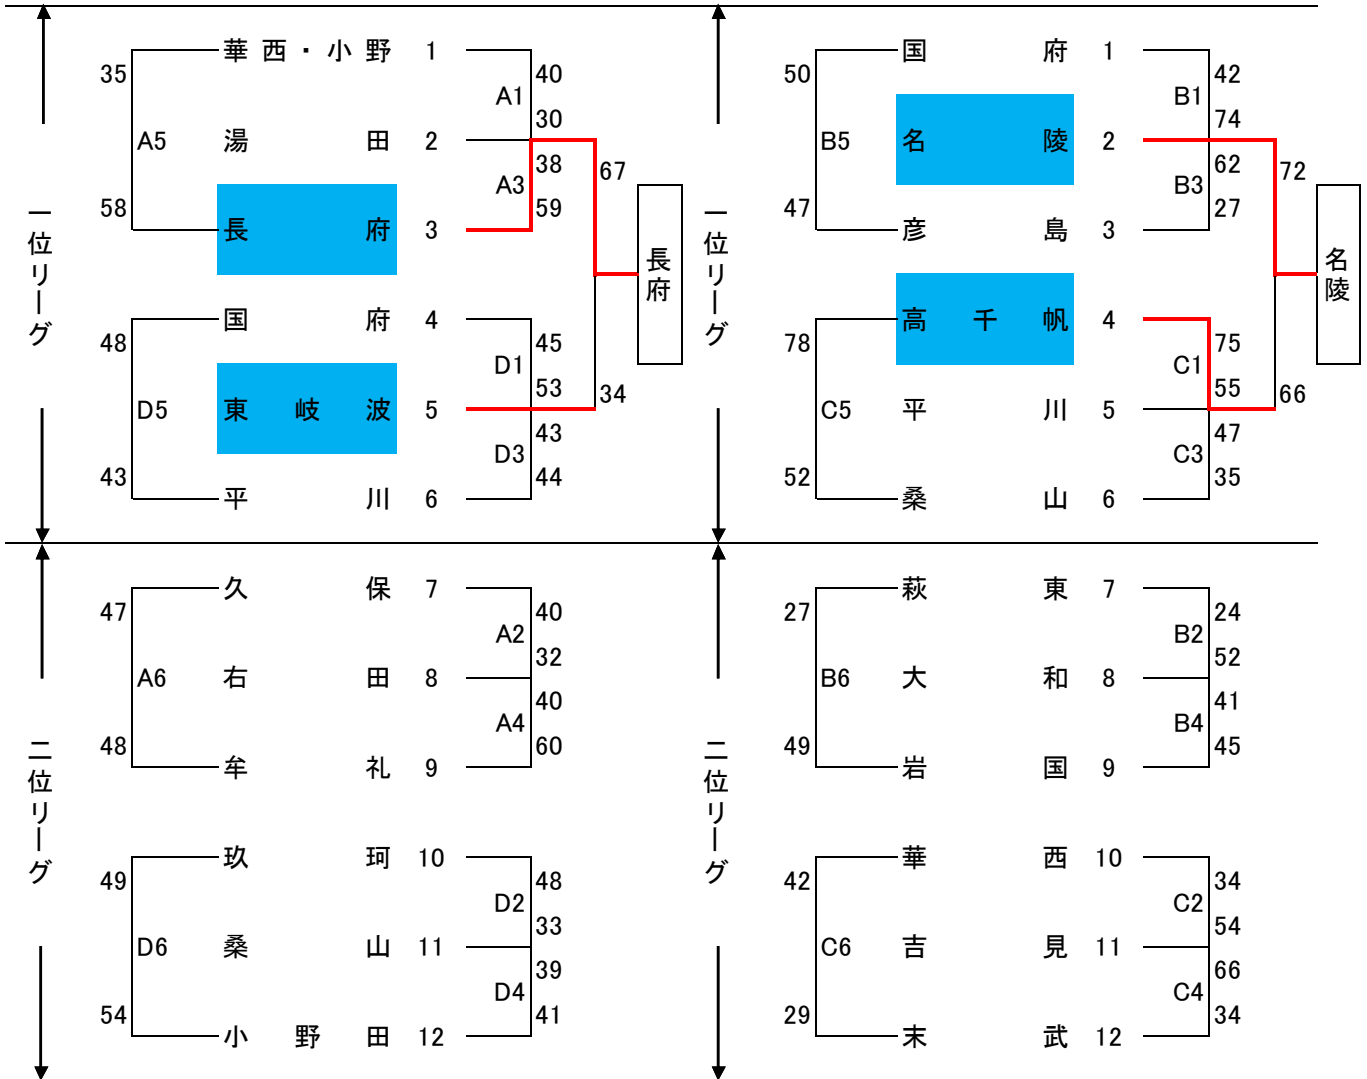 一位リーグ
華西・小野 1
35
40
A1
30
A5
湯田 2
38
67
A3
59
58
長府 3
長府
国府 4
48
45
D1
53
34
D5
東岐波 5
43
D3
44
43
平川 6
一位リーグ
国府 1
50
42
B1
74
B5
名陵 2
62
72
B3
27
47
彦島 3
名陵
高千帆 4
78
75
C1
55
66
C5
平川 5
47
C3
35
52
桑山 6
二位リーグ
久保 7
47
40
A2
32
A6
右田 8
40
A4
60
48
牟礼 9
玖珂 10
49
48
D2
33
D6
桑山 11
39
D4
41
54
小野田 12
二位リーグ
萩東 7
27
24
B2
52
B6
大和 8
41
B4
45
49
岩国 9
華西 10
42
34
C2
54
C6
吉見 11
66
C4
34
29
末武 12